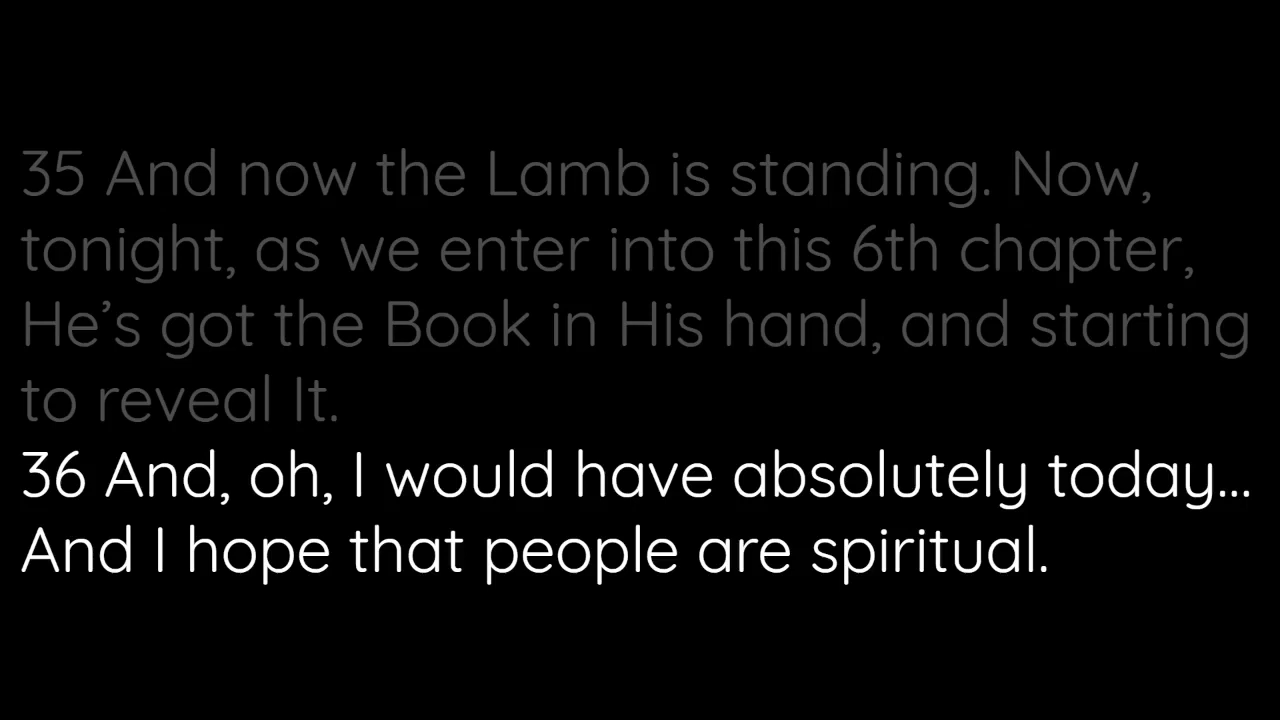 35 And now the Lamb is standing. Now,
tonight, as we enter into this 6th chapter,
He’s got the Book in His hand, and starting
to reveal It.
36 And, oh, I would have absolutely today...
And I hope that people are spiritual.